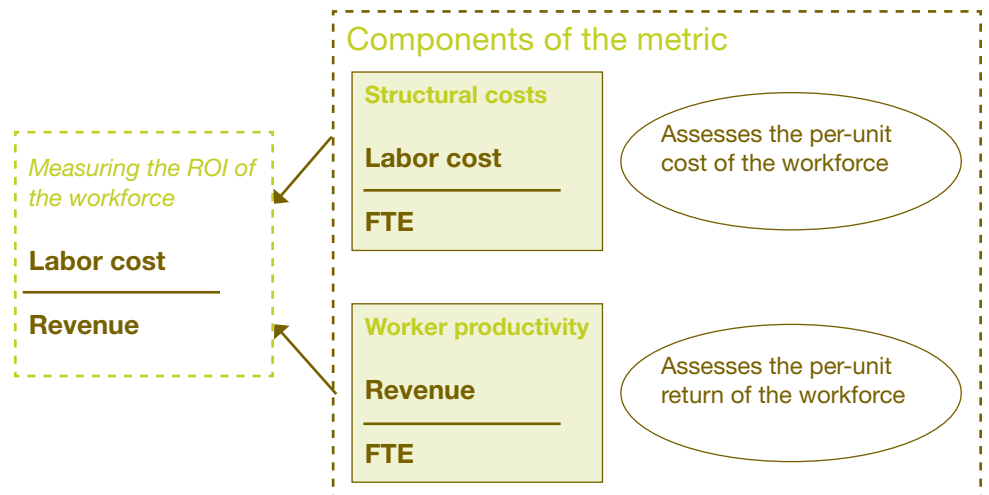 Components of the metric
Structural costs
Labor cost
FTE
Assesses the per-unit
cost of the workforce
Measuring the ROI of
the workforce
Labor cost
Revenue
Worker productivity
Revenue
FTE
Assesses the per-unit
return of the workforce